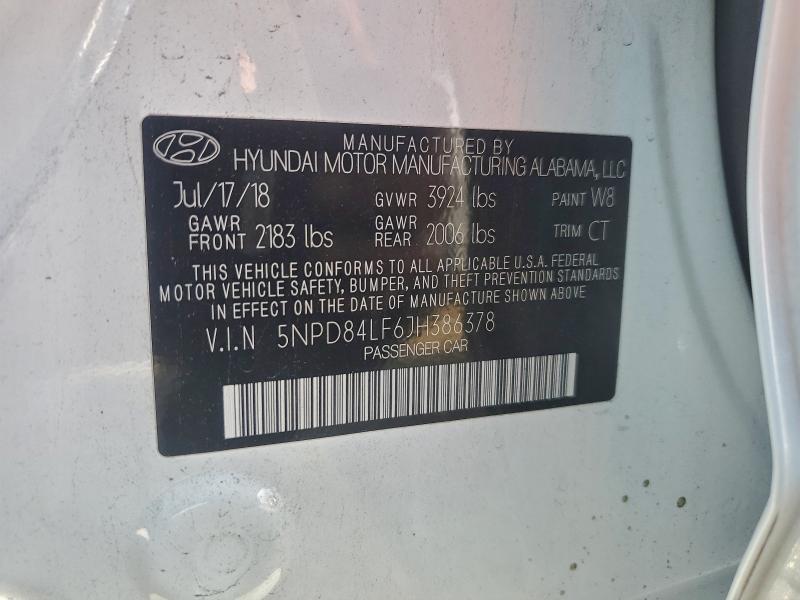 MANUFACTURED BY
HYUNDAI MOTOR MANUFACTURING ALABAMA, LLC
Jul/17/18 GVWR 3924 lbs PAINT W8
GAWR FRONT 2183 lbs GAWR REAR 2006 lbs TRIM CT
THIS VEHICLE CONFORMS TO ALL APPLICABLE U.S.A. FEDERAL
MOTOR VEHICLE SAFETY, BUMPER, AND THEFT PREVENTION STANDARDS
IN EFFECT ON THE DATE OF MANUFACTURE SHOWN ABOVE
V.I.N 5NPD84LF6JH386378
PASSENGER CAR